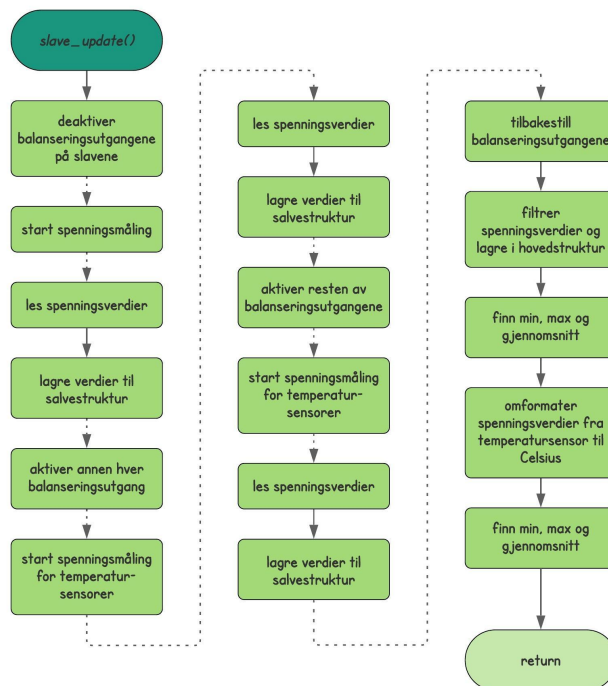 slave_update()
deaktiver
balanseringsutgangene
på slavene
start spenningsmåling
les spenningsverdier
lagre verdier til
salvestruktur
aktiver annen hver
balanseringsutgang
start spenningsmåling
for temperatur-
sensorer
les spenningsverdier
lagre verdier til
salvestruktur
aktiver resten av
balanseringsutgangene
start spenningsmåling
for temperatur-
sensorer
les spenningsverdier
lagre verdier til
salvestruktur
tilbakestill
balanseringsutgangene
filtrer
spenningsverdier og
lagre i hovedstruktur
finn min, max og
gjennomsnitt
omformater
spenningsverdier fra
temperatursensor til
Celsius
finn min, max og
gjennomsnitt
return